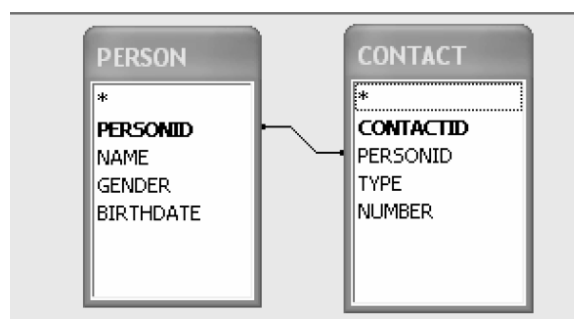 PERSON
*
PERSONID
NAME
GENDER
BIRTHDATE
CONTACT
*
CONTACTID
PERSONID
TYPE
NUMBER